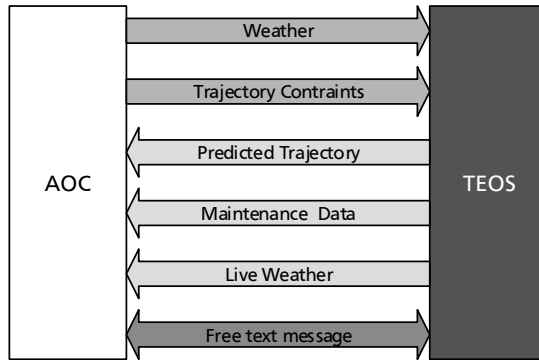 Weather
Trajectory Contraints
Predicted Trajectory
AOC
TEOS
Maintenance Data
Live Weather
Free text message